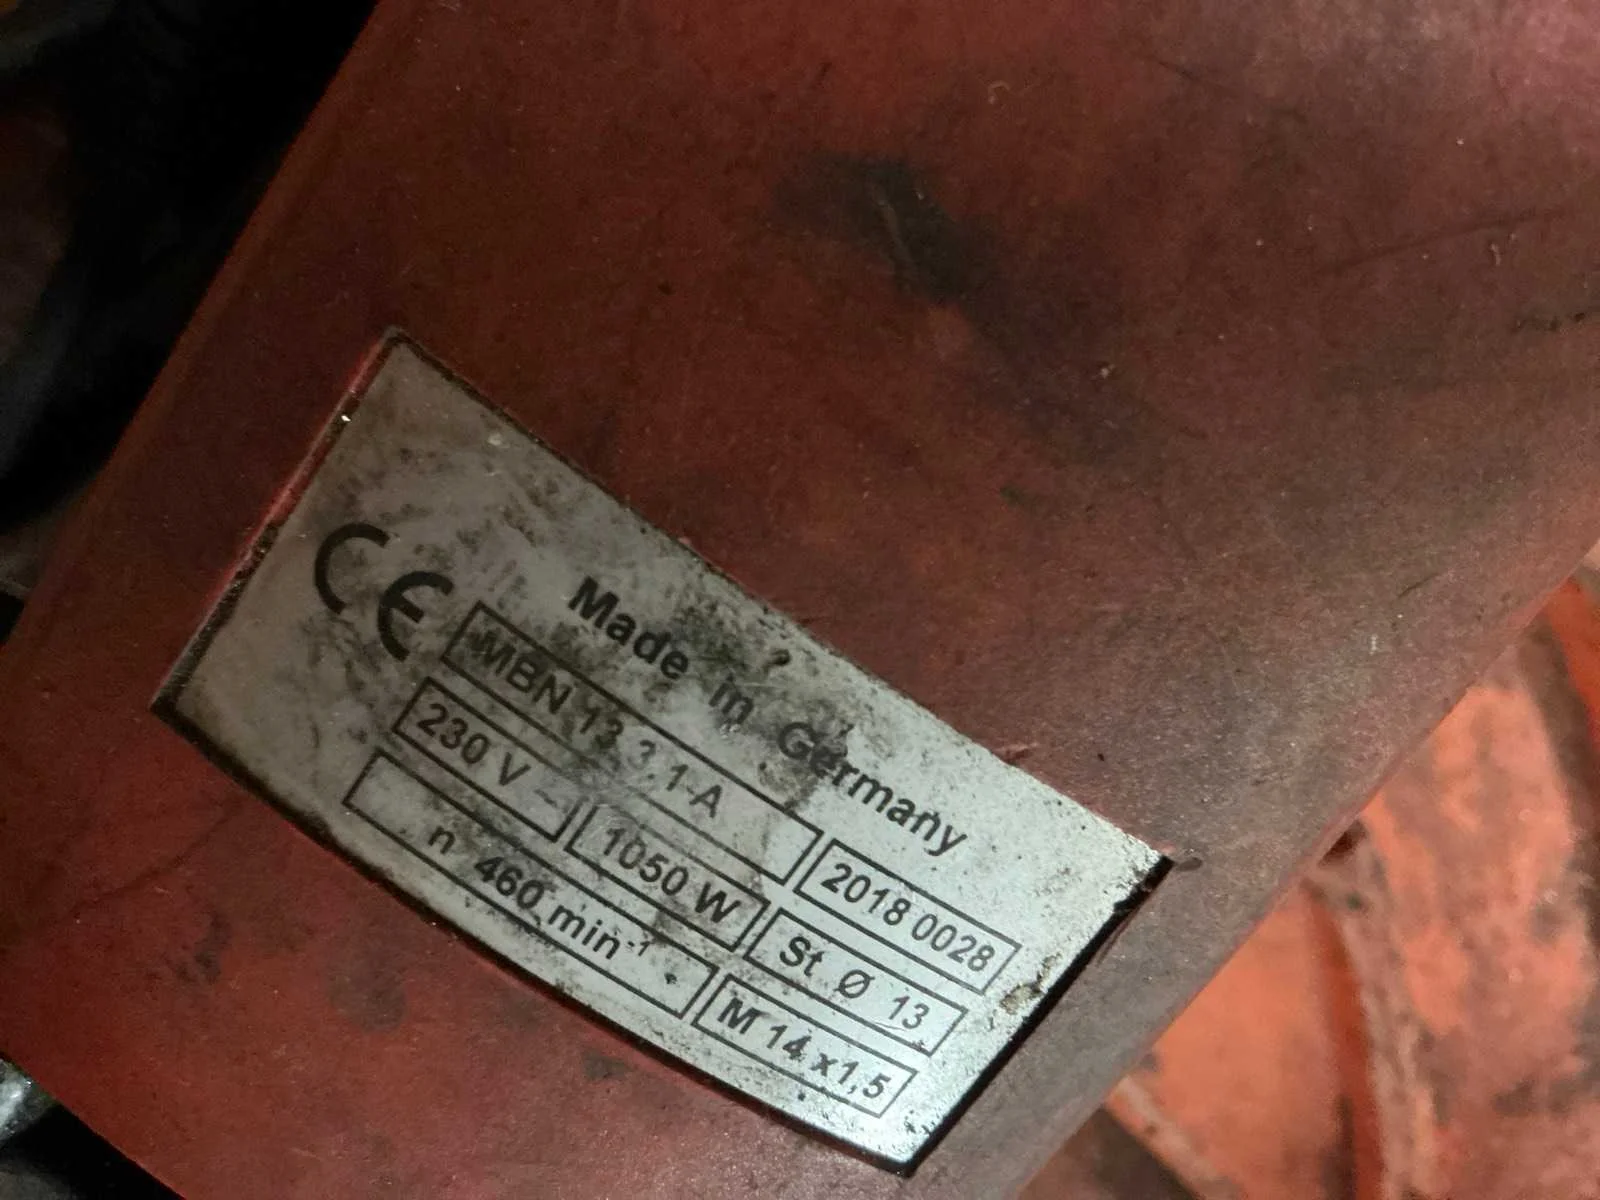 CE
Made in Germany
MBN 13.3.1-A
2018 0028
230 V ~
1050 W
St Ø 13
n 460 min⁻¹
M 14 x1,5